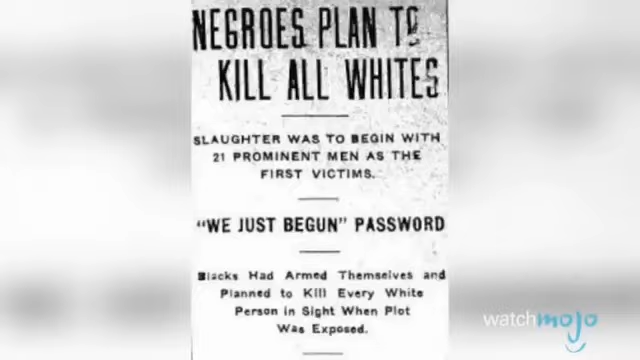 NEGROES PLAN TO
KILL ALL WHITES
SLAUGHTER WAS TO BEGIN WITH
21 PROMINENT MEN AS THE
FIRST VICTIMS.
"WE JUST BEGUN" PASSWORD
Blacks Had Armed Themselves and
Planned to Kill Every White
Person in Sight When Plot
Was Exposed.
watchmojo